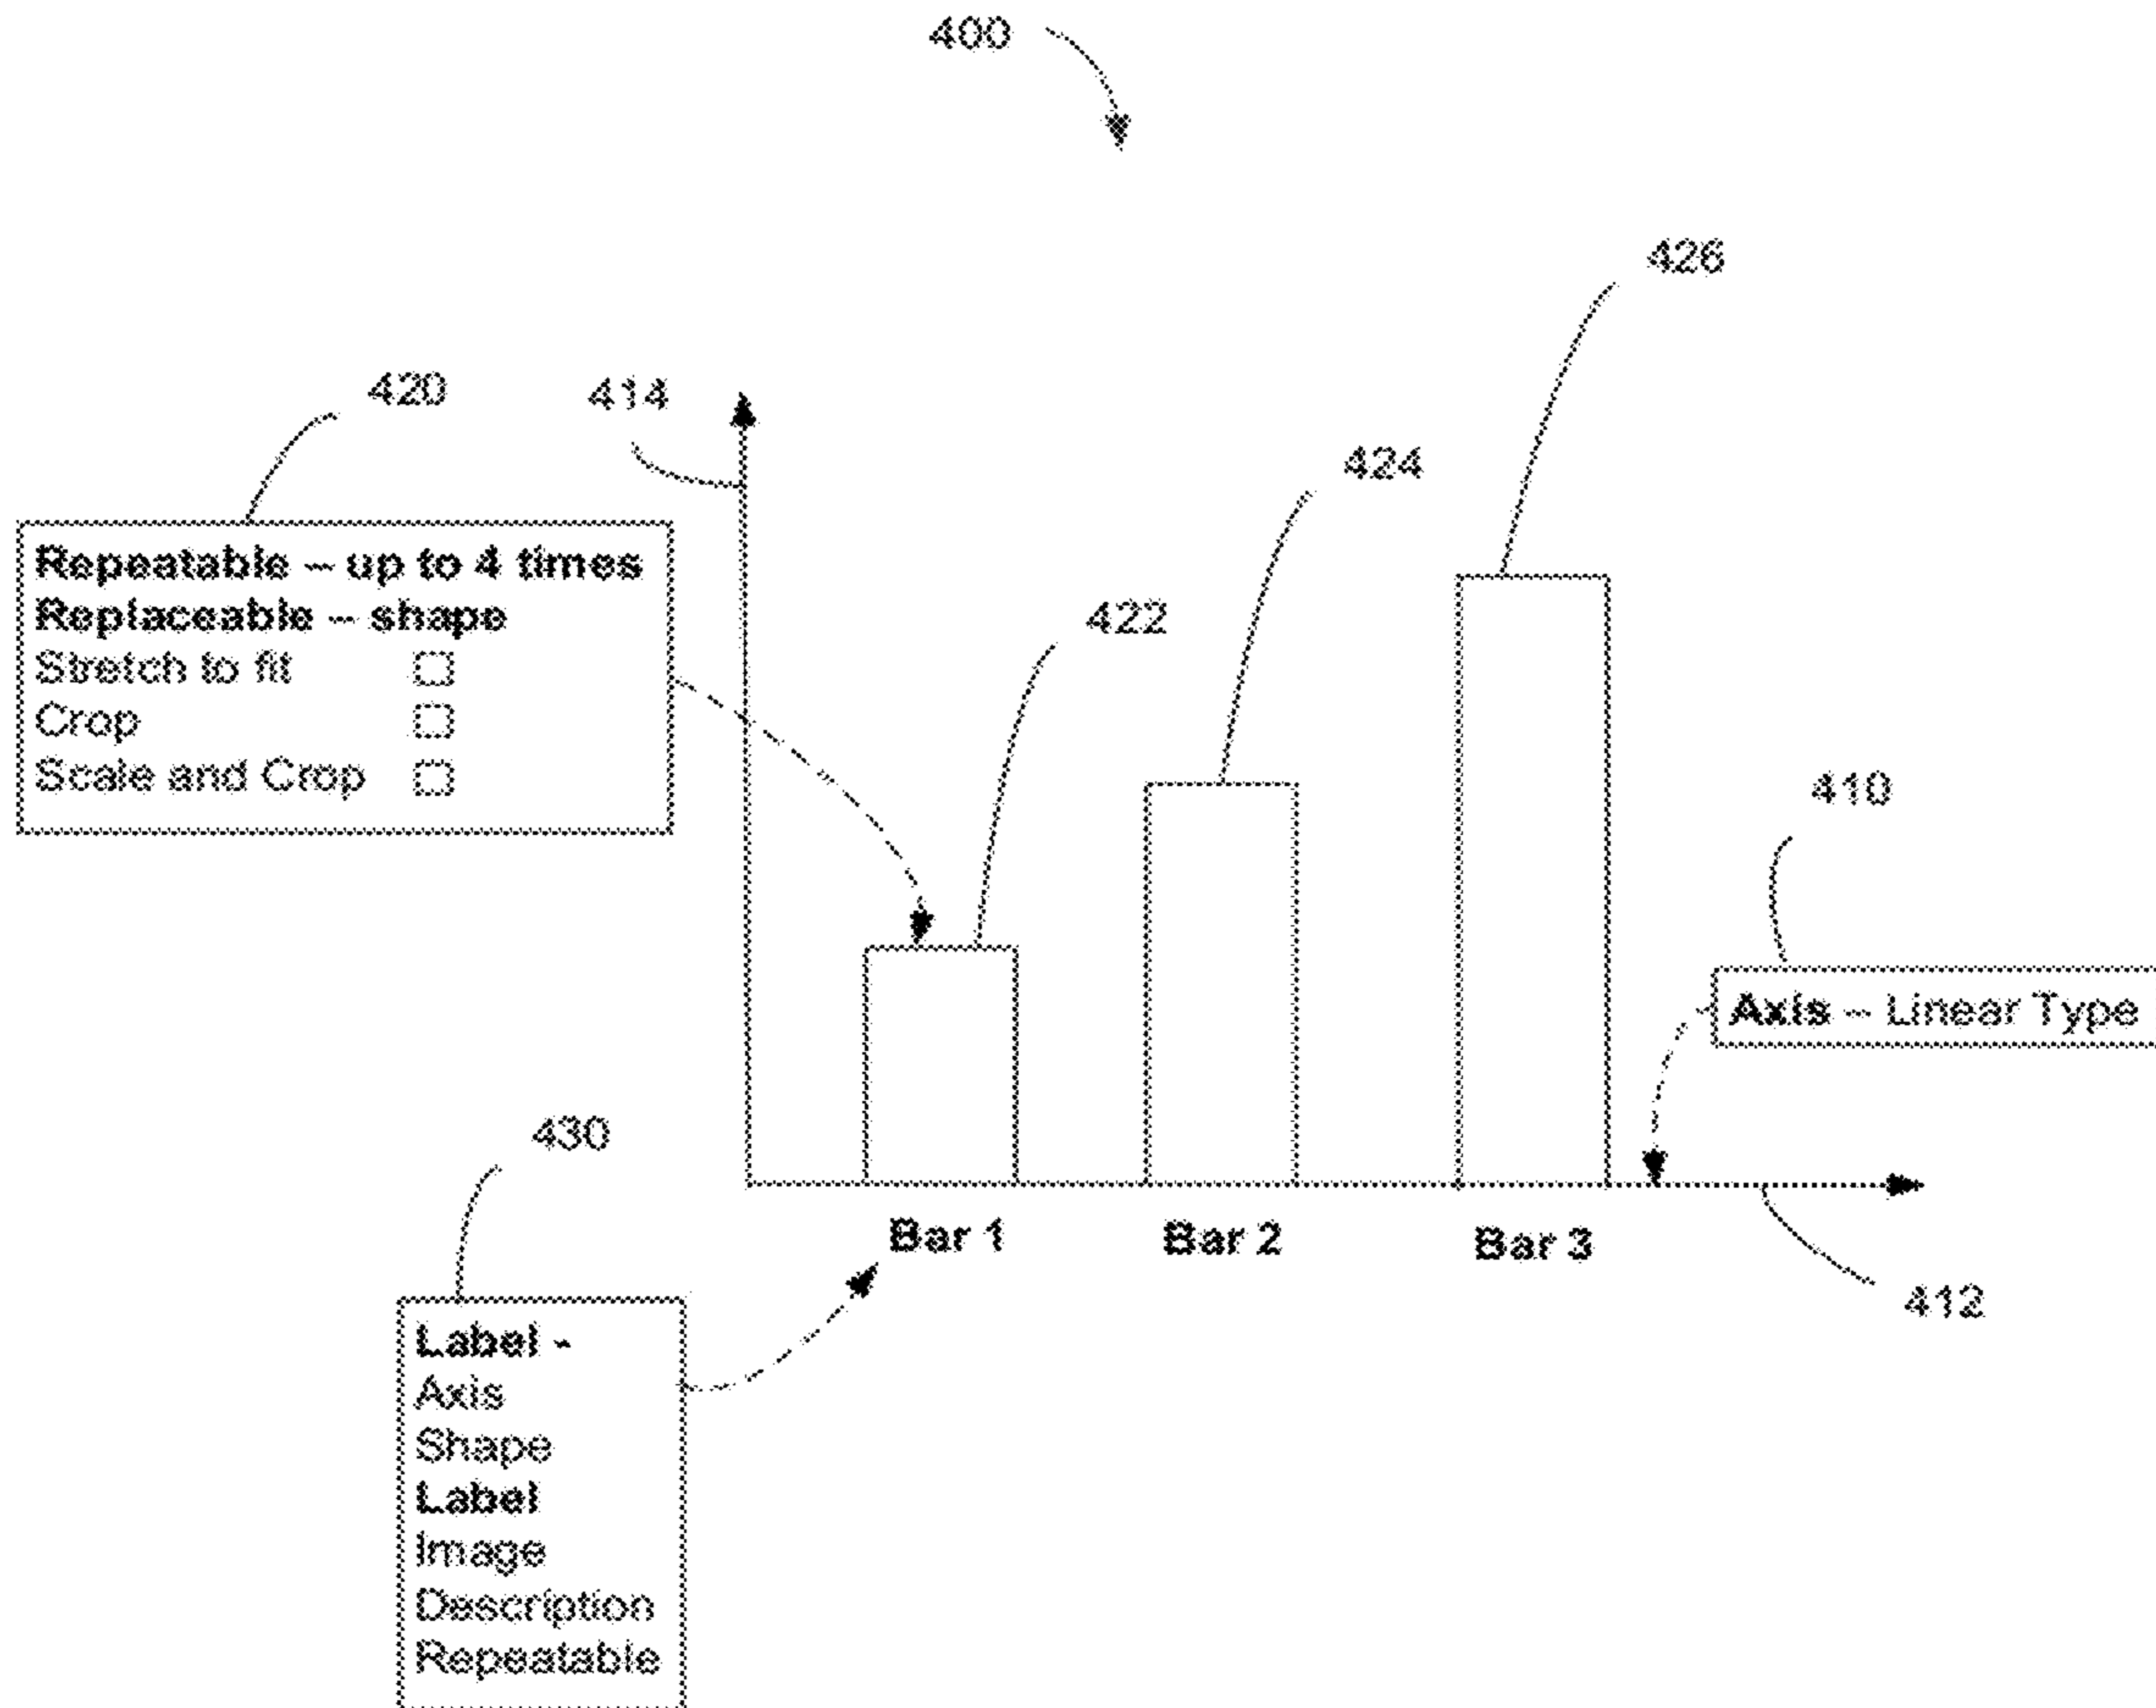 400
426
420
414
424
Repeatable – up to 4 times
Replaceable – shape
Stretch to fit
Crop
Scale and Crop
422
410
Axis – Linear Type
430
Bar 1
Bar 2
Bar 3
412
Label -
Axis
Shape
Label
Image
Description
Repeatable